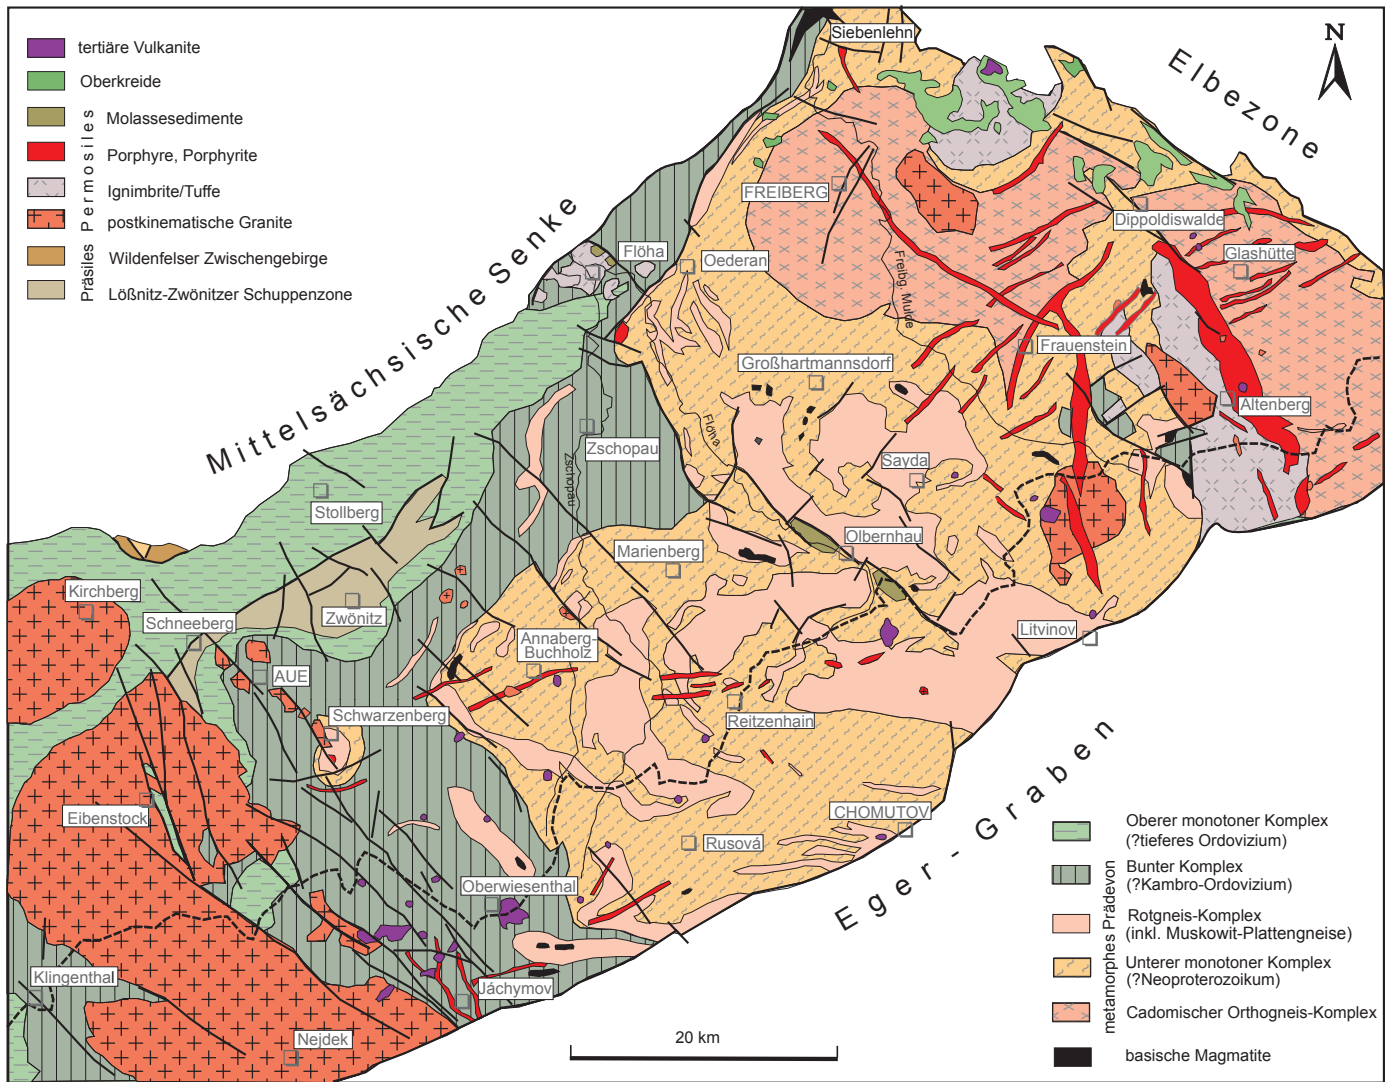 tertiäre Vulkanite
Oberkreide
Permosiles
Molassesedimente
Porphyre, Porphyrite
Ignimbrite/Tuffe
postkinematische Granite
Präsiles
Wildenfelser Zwischengebirge
Lößnitz-Zwönitzer Schuppenzone
N
Elbezone
Mittelsächsische Senke
Eger-Graben
Siebenlehn
FREIBERG
Dippoldiswalde
Glashütte
Flöha
Oederan
Freibg. Mulde
Frauenstein
Großhartmannsdorf
Altenberg
Flöha
Zschopau
Zschopau
Sayda
Stollberg
Olbernhau
Marienberg
Kirchberg
Schneeberg
Zwönitz
Annaberg-
Buchholz
Litvinov
AUE
Schwarzenberg
Reitzenhain
Eibenstock
CHOMUTOV
Rusová
Oberwiesenthal
Klingenthal
Jáchymov
Nejdek
20 km
metamorphes Prädevon
Oberer monotoner Komplex
(?tieferes Ordovizium)
Bunter Komplex
(?Kambro-Ordovizium)
Rotgneis-Komplex
(inkl. Muskowit-Plattengneise)
Unterer monotoner Komplex
(?Neoproterozoikum)
Cadomischer Orthogneis-Komplex
basische Magmatite